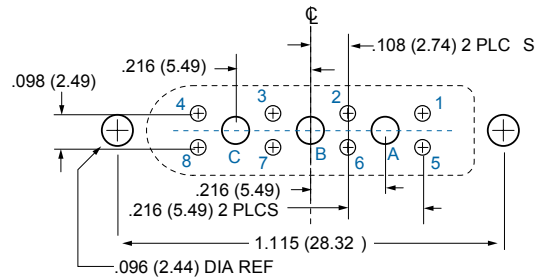 ℄
.108 (2.74) 2 PLC S
.216 (5.49)
.098 (2.49)
4 3 2 1
C B A
8 7 6 5
.216 (5.49)
.216 (5.49) 2 PLCS
1.115 (28.32 )
.096 (2.44) DIA REF